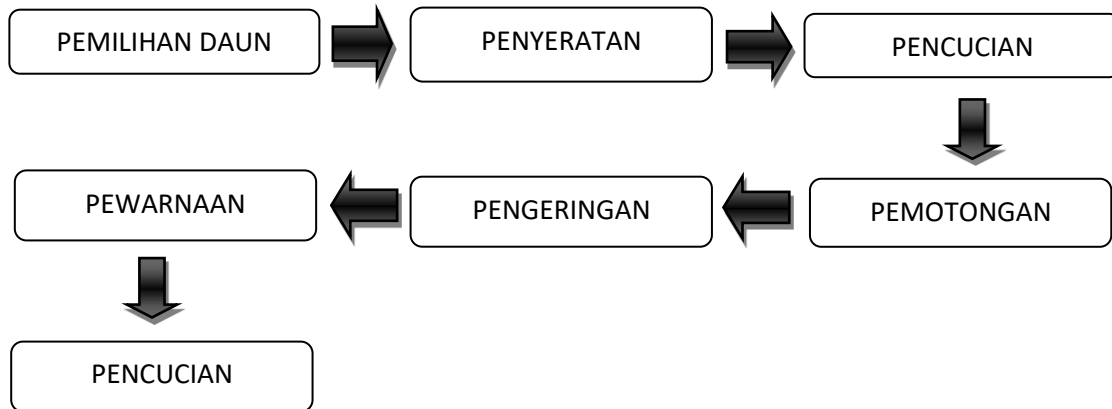 PEMILIHAN DAUN
PENYERATAN
PENCUCIAN
PEMOTONGAN
PENGERINGAN
PEWARNAAN
PENCUCIAN